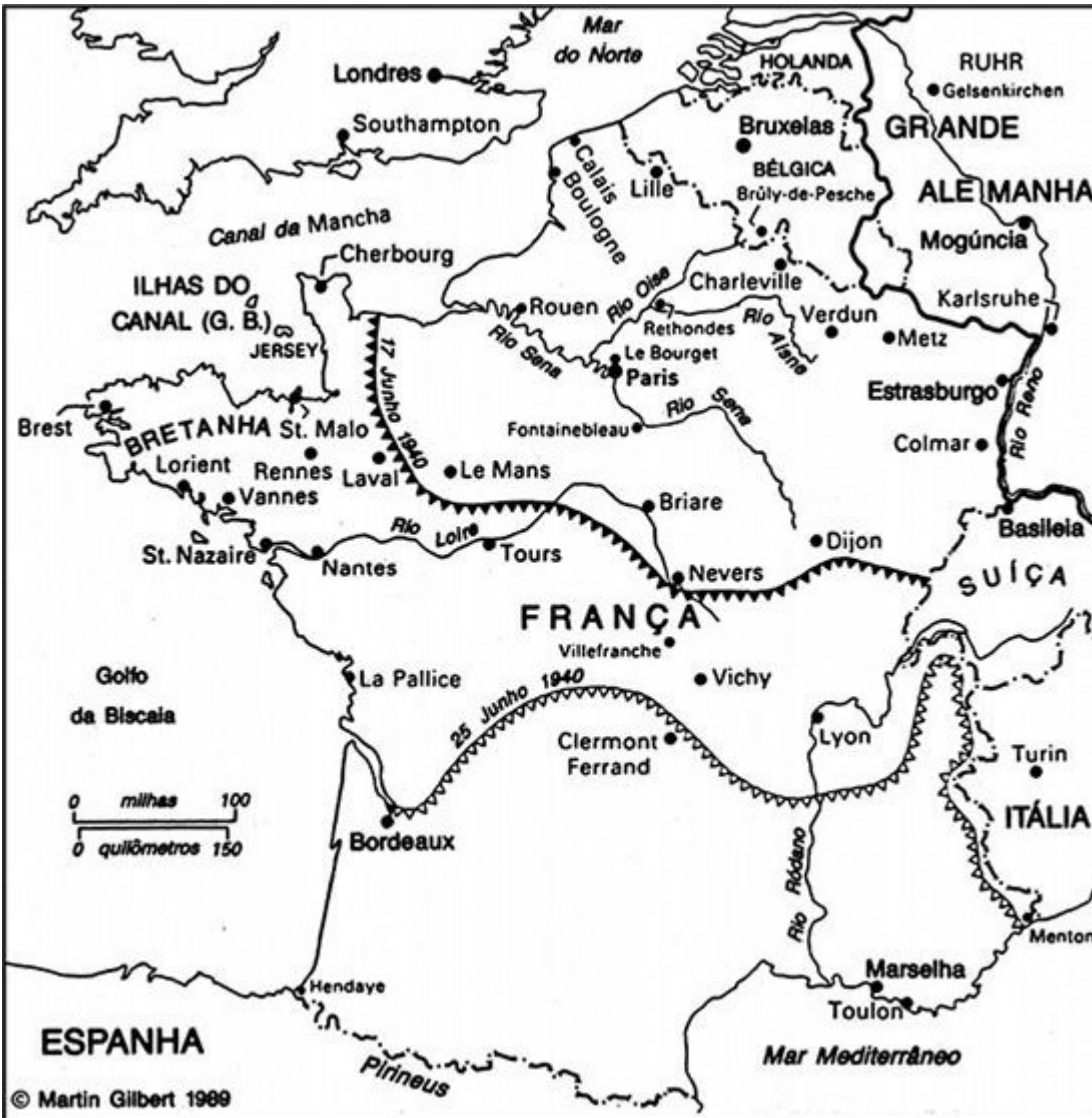 Mar
do Norte
HOLANDA
RUHR
Gelsenkirchen
Londres
Southampton
GRANDE
ALEMANHA
Bruxelas
BÉLGICA
Brûly-de-Pesche
Calais
Boulogne
Lille
Mogúncia
Canal da Mancha
Cherbourg
Charleville
Karlsruhe
ILHAS DO
CANAL (G. B.)
JERSEY
Rouen
Rio Oise
Rethondes
Rio Aisne
Verdun
Metz
Rio Sena
Le Bourget
Paris
17 Junho 1940
Estrasburgo
Rio Reno
Brest
BRETANHA
St. Malo
Fontainebleau
Rio Sena
Colmar
Lorient
Rennes
Laval
Le Mans
Vannes
Briare
Basileia
St. Nazaire
Nantes
Rio Loire
Tours
Dijon
Nevers
SUÍÇA
FRANÇA
Villefranche
Golfo
da Biscaia
La Pallice
25 Junho 1940
Vichy
Clermont
Ferrand
Lyon
Turin
ITÁLIA
0 milhas 100
0 quilômetros 150
Bordeaux
Rio Ródano
Menton
Hendaye
Marselha
Toulon
ESPANHA
Pirineus
Mar Mediterrâneo
© Martin Gilbert 1989